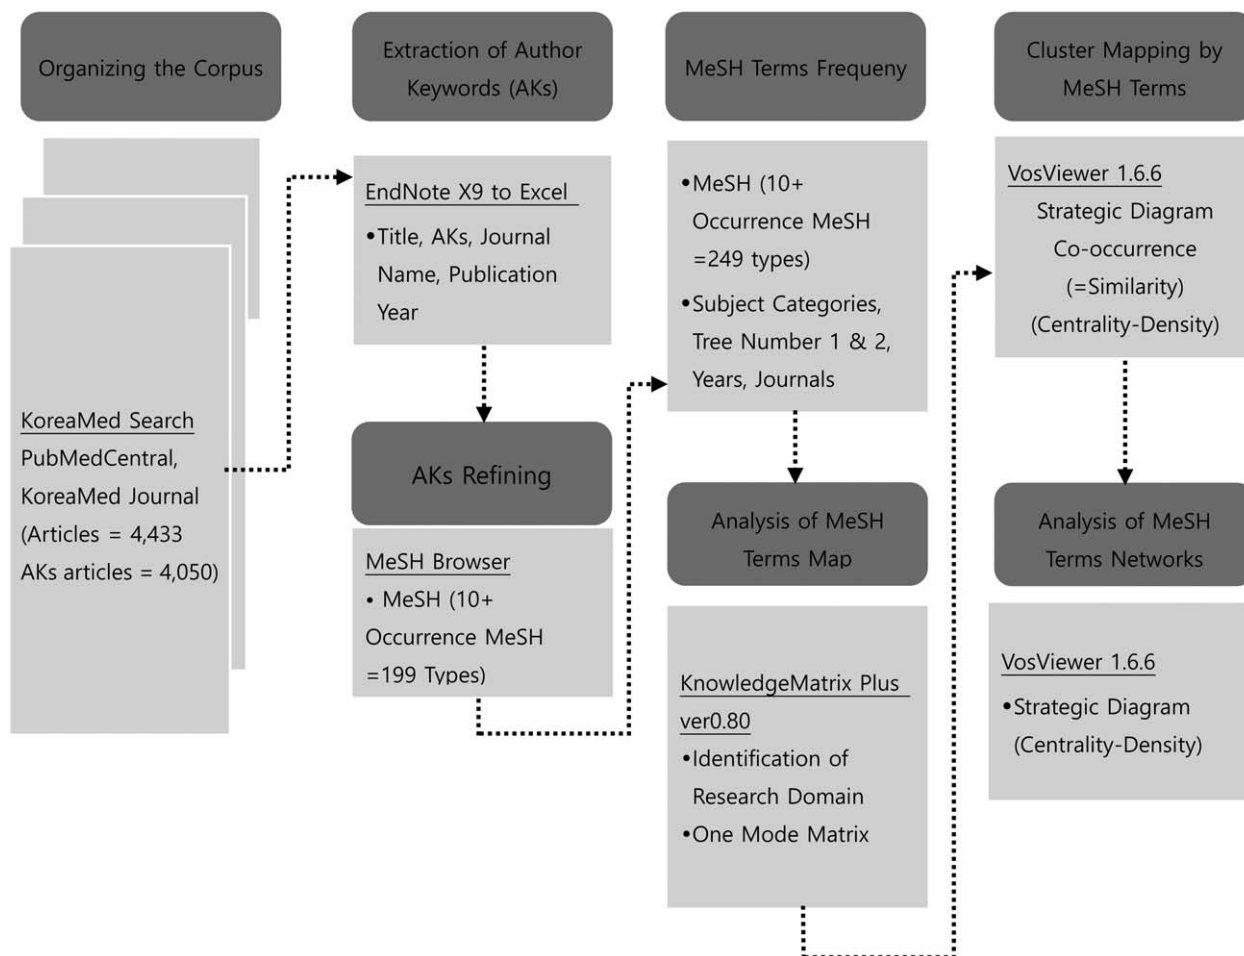 Organizing the Corpus
KoreaMed Search
PubMedCentral,
KoreaMed Journal
(Articles = 4,433
AKs articles = 4,050)
Extraction of Author
Keywords (AKs)
EndNote X9 to Excel
•Title, AKs, Journal
Name, Publication
Year
AKs Refining
MeSH Browser
• MeSH (10+
Occurrence MeSH
=199 Types)
MeSH Terms Frequeny
•MeSH (10+
Occurrence MeSH
=249 types)
•Subject Categories,
Tree Number 1 & 2,
Years, Journals
Analysis of MeSH
Terms Map
KnowledgeMatrix Plus
ver0.80
•Identification of
Research Domain
•One Mode Matrix
Cluster Mapping by
MeSH Terms
VosViewer 1.6.6
Strategic Diagram
Co-occurrence
(=Similarity)
(Centrality-Density)
Analysis of MeSH
Terms Networks
VosViewer 1.6.6
•Strategic Diagram
(Centrality-Density)